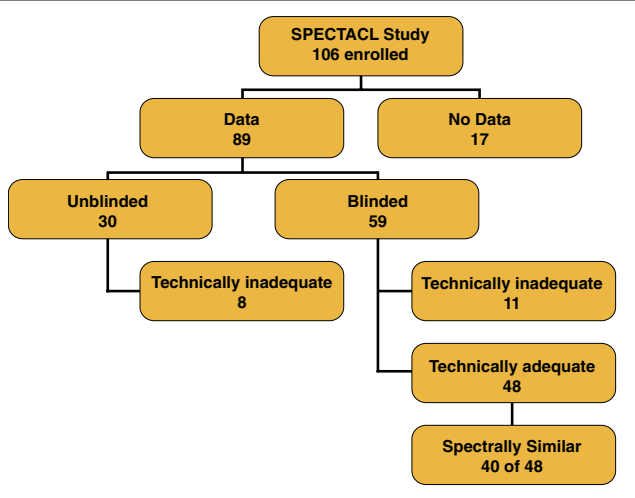 SPECTACL Study
106 enrolled
Data
89
No Data
17
Unblinded
30
Blinded
59
Technically inadequate
8
Technically inadequate
11
Technically adequate
48
Spectrally Similar
40 of 48